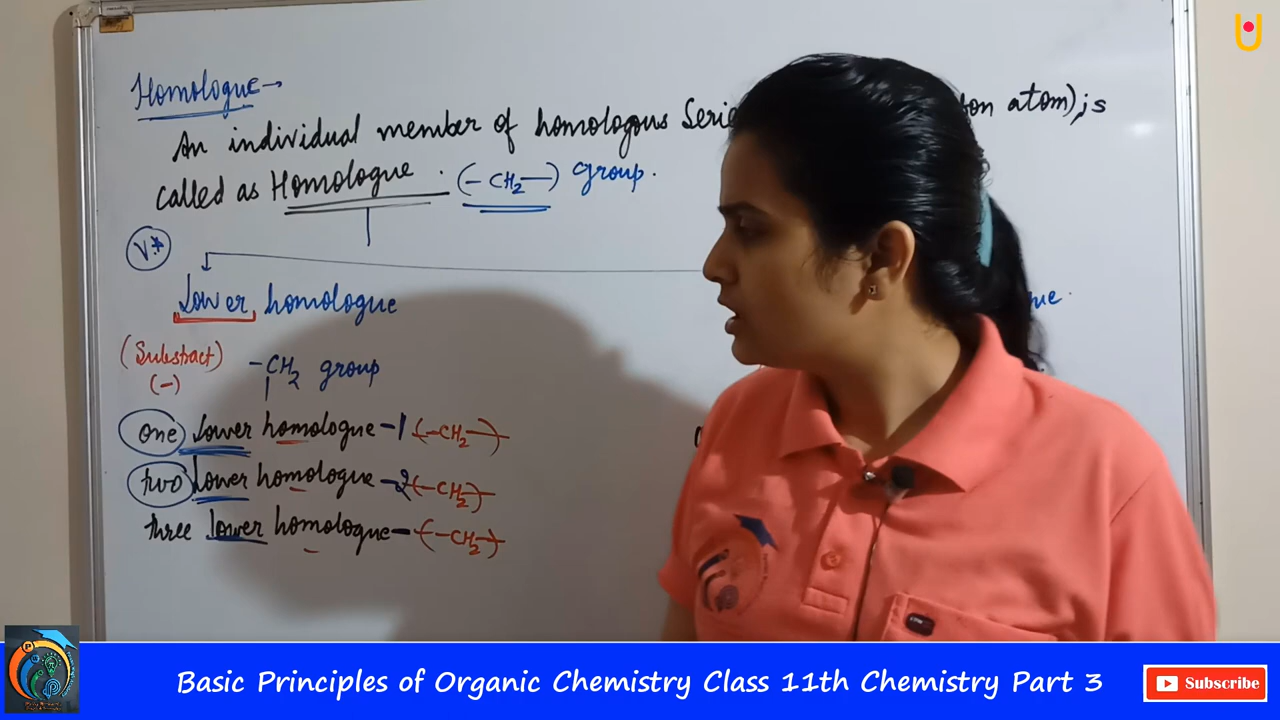 Homologue →
An individual member of homologous Serie on atom), is
called as Homologue . (-CH2-) group.
V**
Lower homologue
(Substract) -CH2 group
(-)
one lower homologue - 1 (-CH2-)
two lower homologue - 2 (-CH2-)
three lower homologue - (-CH2-)
Basic Principles of Organic Chemistry Class 11th Chemistry Part 3
Subscribe